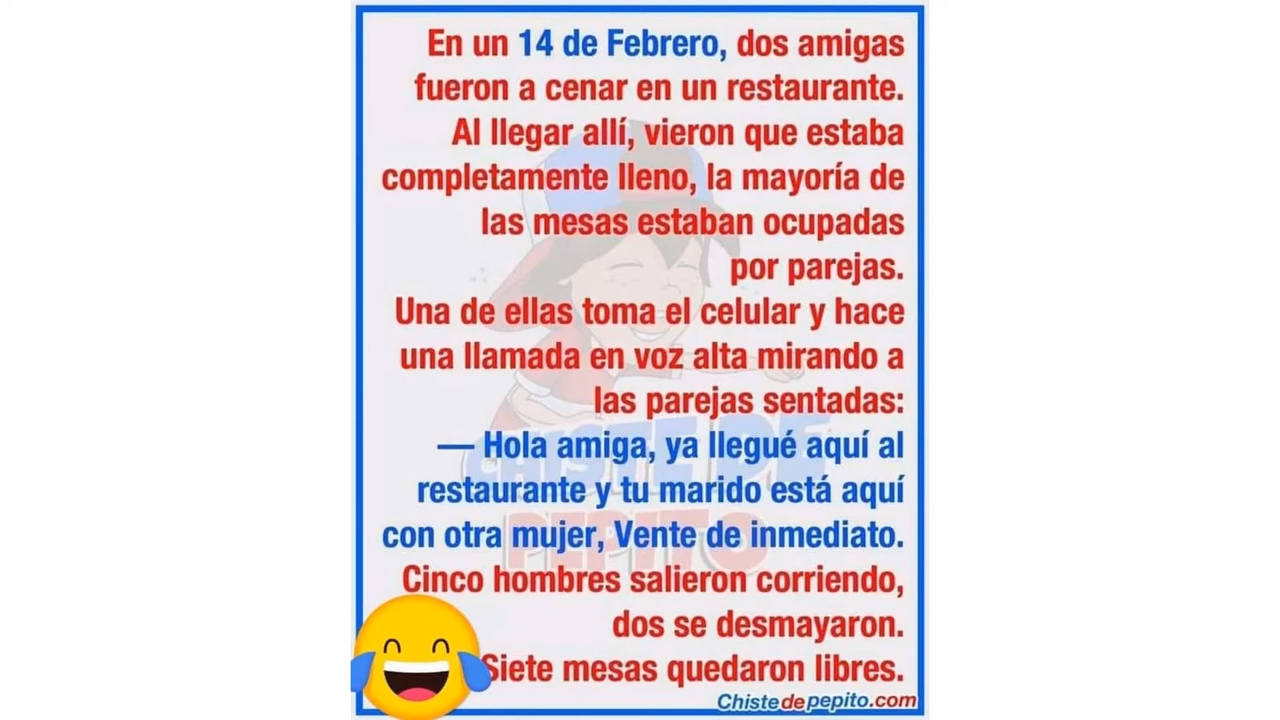 En un 14 de Febrero, dos amigas
fueron a cenar en un restaurante.
Al llegar allí, vieron que estaba
completamente lleno, la mayoría de
las mesas estaban ocupadas
por parejas.
Una de ellas toma el celular y hace
una llamada en voz alta mirando a
las parejas sentadas:
— Hola amiga, ya llegué aquí al
restaurante y tu marido está aquí
con otra mujer, Vente de inmediato.
Cinco hombres salieron corriendo,
dos se desmayaron.
Siete mesas quedaron libres.
Chistedepepito.com
CHISTE DE
PEPITO